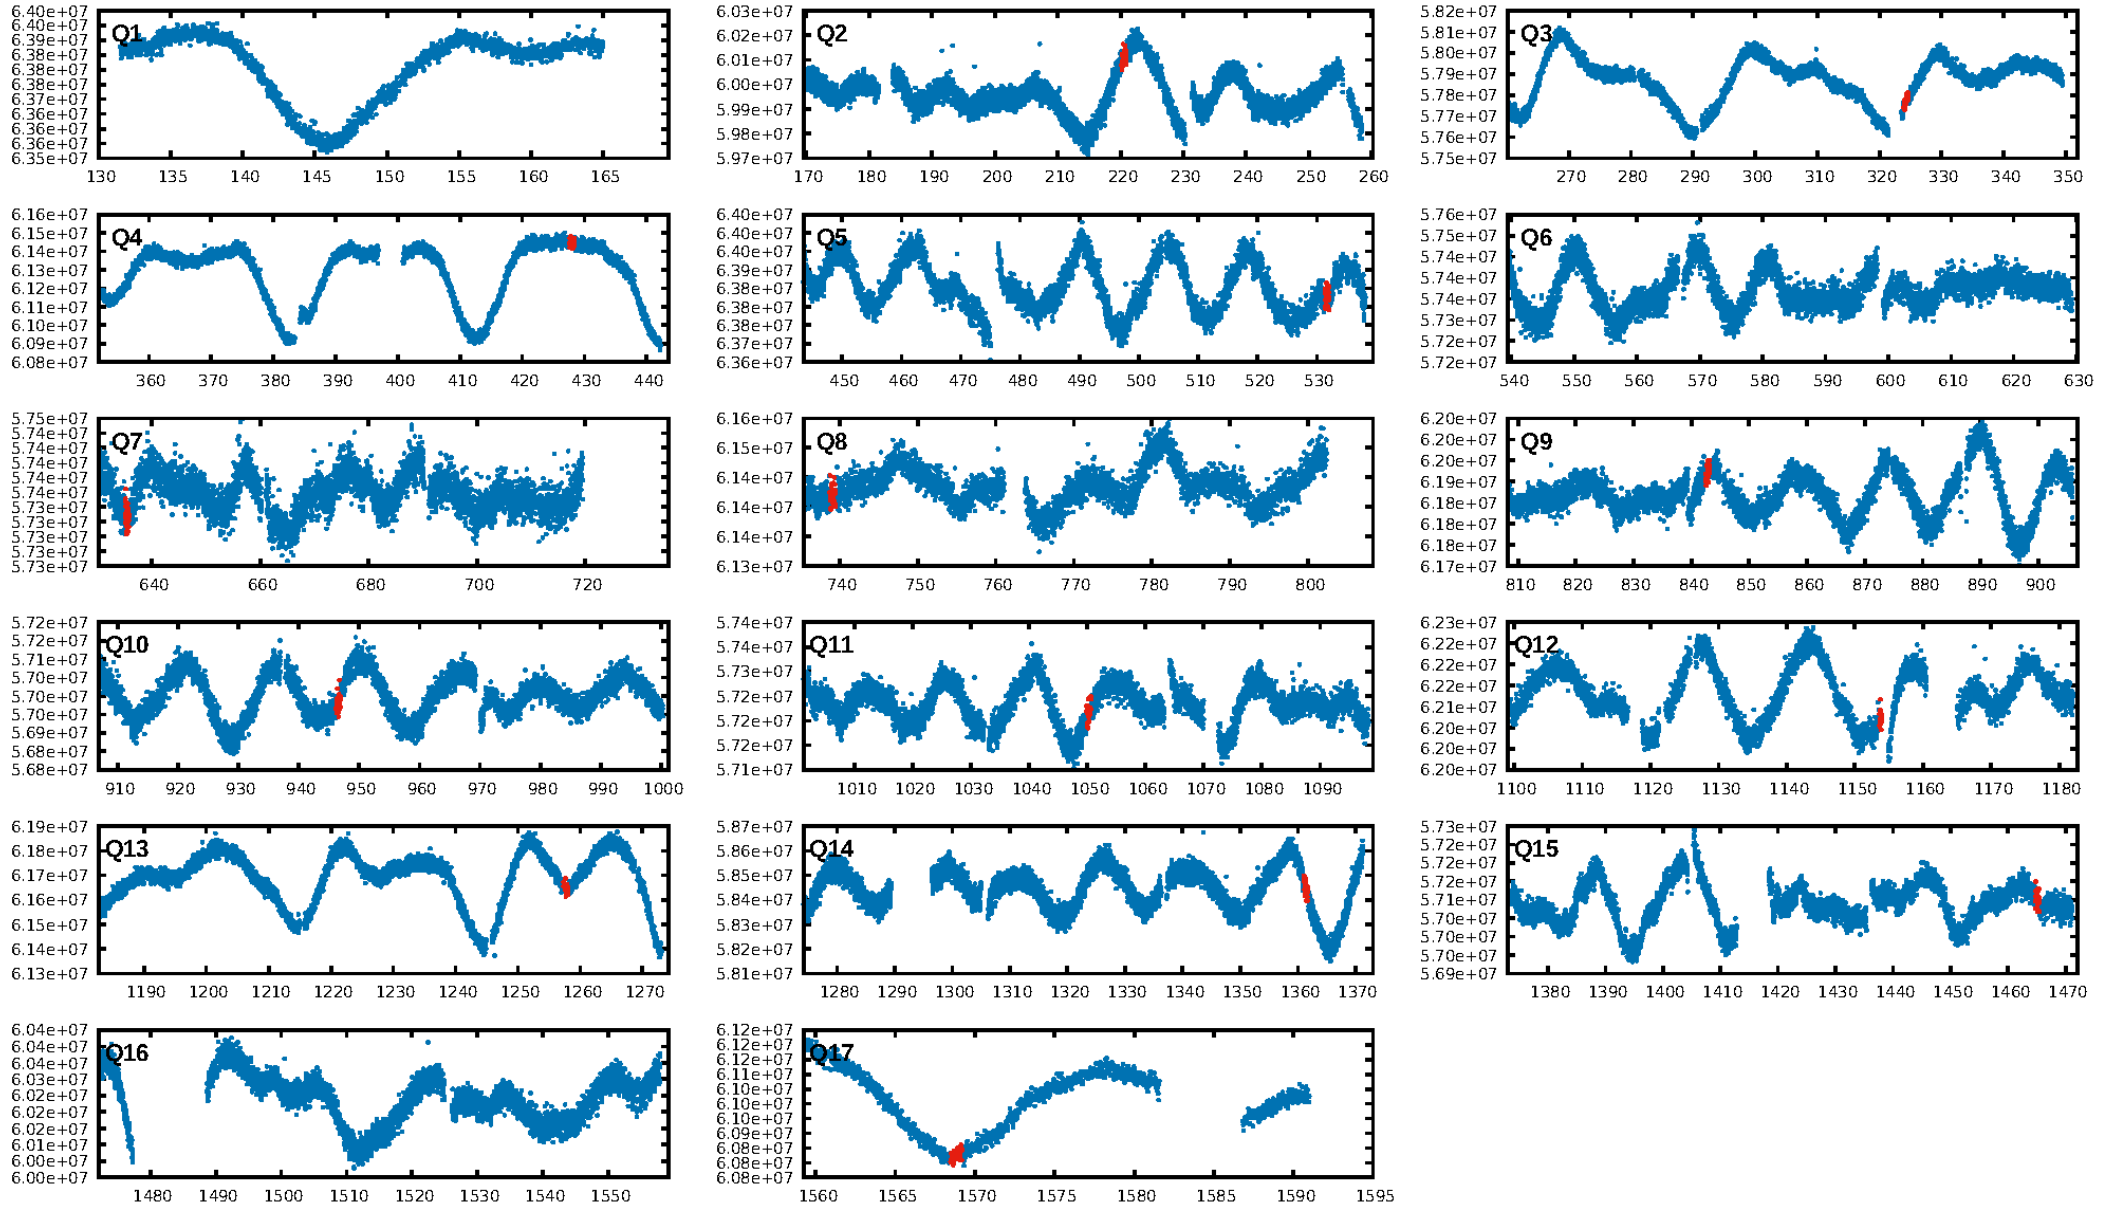 6.40e+07
6.40e+07
6.39e+07
6.38e+07
6.38e+07
6.38e+07
6.37e+07
6.36e+07
6.36e+07
6.36e+07
6.35e+07
Q1
130 135 140 145 150 155 160 165
6.03e+07
6.02e+07
6.01e+07
6.00e+07
5.99e+07
5.98e+07
5.97e+07
Q2
170 180 190 200 210 220 230 240 250 260
5.82e+07
5.80e+07
5.79e+07
5.78e+07
5.76e+07
5.75e+07
Q3
270 280 290 300 310 320 330 340 350
6.16e+07
6.15e+07
6.14e+07
6.13e+07
6.12e+07
6.11e+07
6.10e+07
6.09e+07
6.08e+07
Q4
360 370 380 390 400 410 420 430 440
6.40e+07
6.40e+07
6.40e+07
6.39e+07
6.38e+07
6.38e+07
6.38e+07
6.37e+07
6.36e+07
Q5
450 460 470 480 490 500 510 520 530
5.76e+07
5.75e+07
5.74e+07
5.74e+07
5.74e+07
5.73e+07
5.72e+07
5.72e+07
Q6
540 550 560 570 580 590 600 610 620 630
5.75e+07
5.74e+07
5.74e+07
5.74e+07
5.74e+07
5.74e+07
5.73e+07
5.73e+07
5.73e+07
5.73e+07
5.73e+07
Q7
640 660 680 700 720
6.16e+07
6.15e+07
6.14e+07
6.14e+07
6.14e+07
6.13e+07
Q8
740 750 760 770 780 790 800
6.20e+07
6.20e+07
6.20e+07
6.19e+07
6.18e+07
6.18e+07
6.18e+07
6.17e+07
Q9
810 820 830 840 850 860 870 880 890 900
5.72e+07
5.72e+07
5.71e+07
5.70e+07
5.70e+07
5.70e+07
5.69e+07
5.68e+07
5.68e+07
Q10
910 920 930 940 950 960 970 980 990 1000
5.74e+07
5.74e+07
5.73e+07
5.72e+07
5.72e+07
5.72e+07
5.71e+07
Q11
1010 1020 1030 1040 1050 1060 1070 1080 1090
6.23e+07
6.22e+07
6.22e+07
6.22e+07
6.21e+07
6.20e+07
6.20e+07
6.20e+07
Q12
1100 1110 1120 1130 1140 1150 1160 1170 1180
6.19e+07
6.18e+07
6.17e+07
6.16e+07
6.15e+07
6.14e+07
6.13e+07
Q13
1190 1200 1210 1220 1230 1240 1250 1260 1270
5.87e+07
5.86e+07
5.85e+07
5.84e+07
5.83e+07
5.82e+07
5.81e+07
Q14
1280 1290 1300 1310 1320 1330 1340 1350 1360 1370
5.73e+07
5.72e+07
5.72e+07
5.72e+07
5.71e+07
5.70e+07
5.70e+07
5.70e+07
5.69e+07
Q15
1380 1390 1400 1410 1420 1430 1440 1450 1460 1470
6.04e+07
6.04e+07
6.04e+07
6.03e+07
6.02e+07
6.02e+07
6.02e+07
6.01e+07
6.00e+07
6.00e+07
Q16
1480 1490 1500 1510 1520 1530 1540 1550
6.12e+07
6.12e+07
6.12e+07
6.11e+07
6.10e+07
6.10e+07
6.10e+07
6.09e+07
6.08e+07
6.08e+07
6.08e+07
Q17
1560 1565 1570 1575 1580 1585 1590 1595